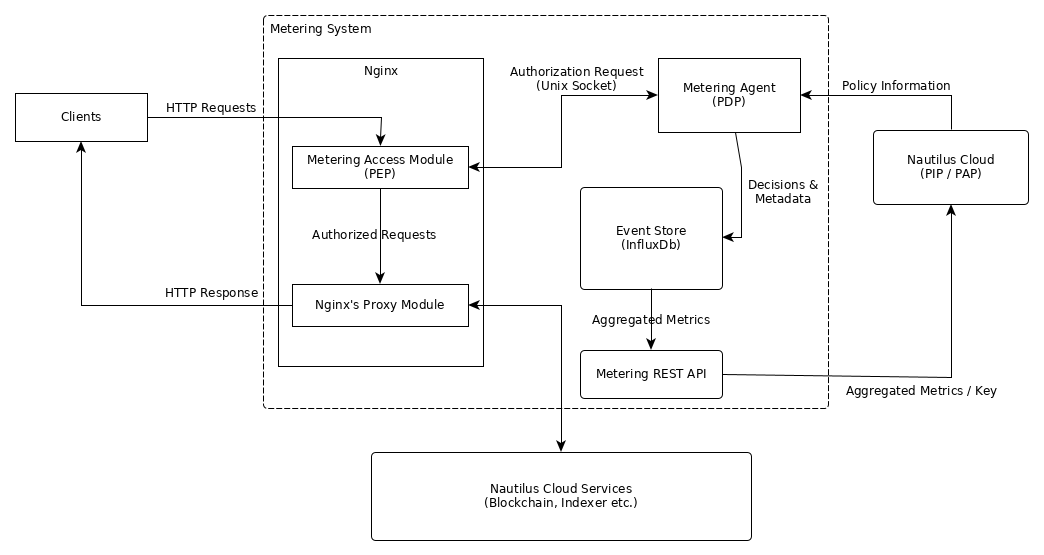 Metering System
Nginx
Clients
HTTP Requests
Metering Access Module
(PEP)
Authorization Request
(Unix Socket)
Metering Agent
(PDP)
Policy Information
Nautilus Cloud
(PIP / PAP)
Decisions &
Metadata
Authorized Requests
Event Store
(InfluxDb)
HTTP Response
Nginx's Proxy Module
Aggregated Metrics
Metering REST API
Aggregated Metrics / Key
Nautilus Cloud Services
(Blockchain, Indexer etc.)